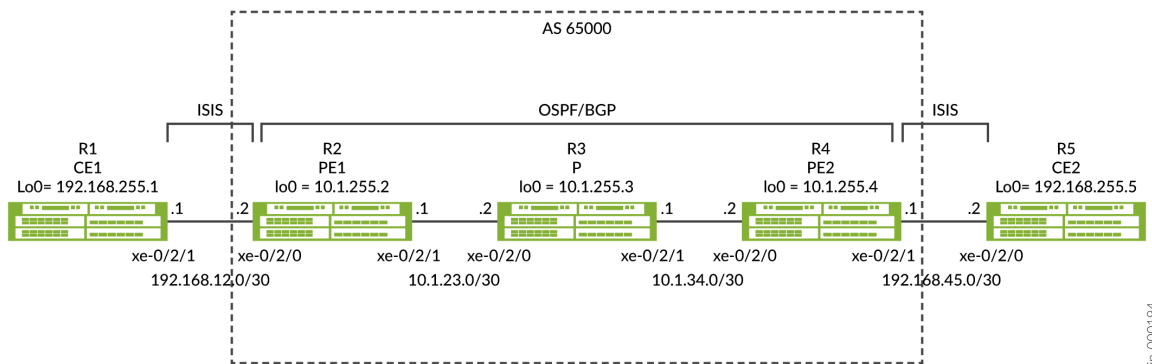 AS 65000
ISIS
OSPF/BGP
ISIS
R1
CE1
Lo0= 192.168.255.1
R2
PE1
lo0 = 10.1.255.2
R3
P
lo0 = 10.1.255.3
R4
PE2
lo0 = 10.1.255.4
R5
CE2
Lo0= 192.168.255.5
.1
.2
.1
.2
.1
.2
.1
.2
xe-0/2/1
xe-0/2/0
xe-0/2/1
xe-0/2/0
xe-0/2/1
xe-0/2/0
xe-0/2/1
xe-0/2/0
192.168.12.0/30
10.1.23.0/30
10.1.34.0/30
192.168.45.0/30